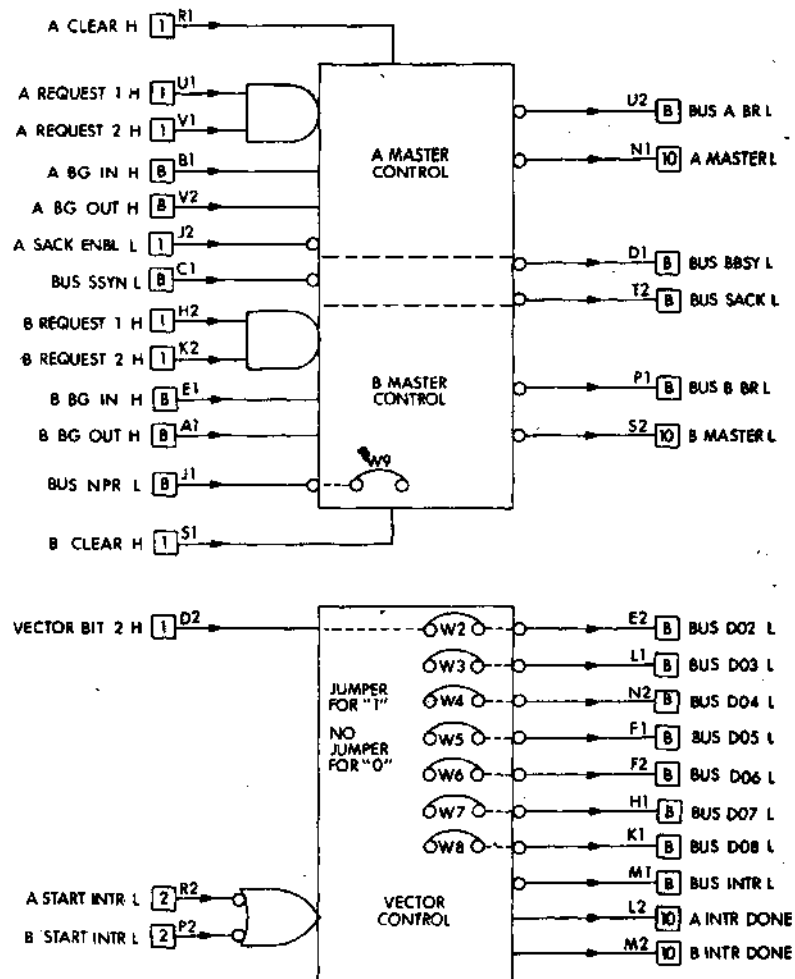 A CLEAR H 1 R1
A REQUEST 1 H 1 U1
A REQUEST 2 H 1 V1
A BG IN H B B1
A BG OUT H B V2
A SACK ENBL L 1 J2
BUS SSYN L B C1
B REQUEST 1 H 1 H2
B REQUEST 2 H 1 K2
B BG IN H B E1
B BG OUT H B A1
BUS NPR L B J1
B CLEAR H 1 S1
A MASTER
CONTROL
B MASTER
CONTROL
W9
U2 B BUS A BR L
N1 10 A MASTER L
D1 B BUS BBSY L
T2 B BUS SACK L
P1 B BUS B BR L
S2 10 B MASTER L
VECTOR BIT 2 H 1 D2
W2 E2 B BUS D02 L
W3 L1 B BUS D03 L
W4 N2 B BUS D04 L
W5 F1 B BUS D05 L
W6 F2 B BUS D06 L
W7 H1 B BUS D07 L
W8 K1 B BUS D08 L
JUMPER
FOR "1"
NO
JUMPER
FOR "0"
M1 B BUS INTR L
A START INTR L 2 R2
B START INTR L 2 P2
VECTOR
CONTROL
L2 10 A INTR DONE
M2 10 B INTR DONE